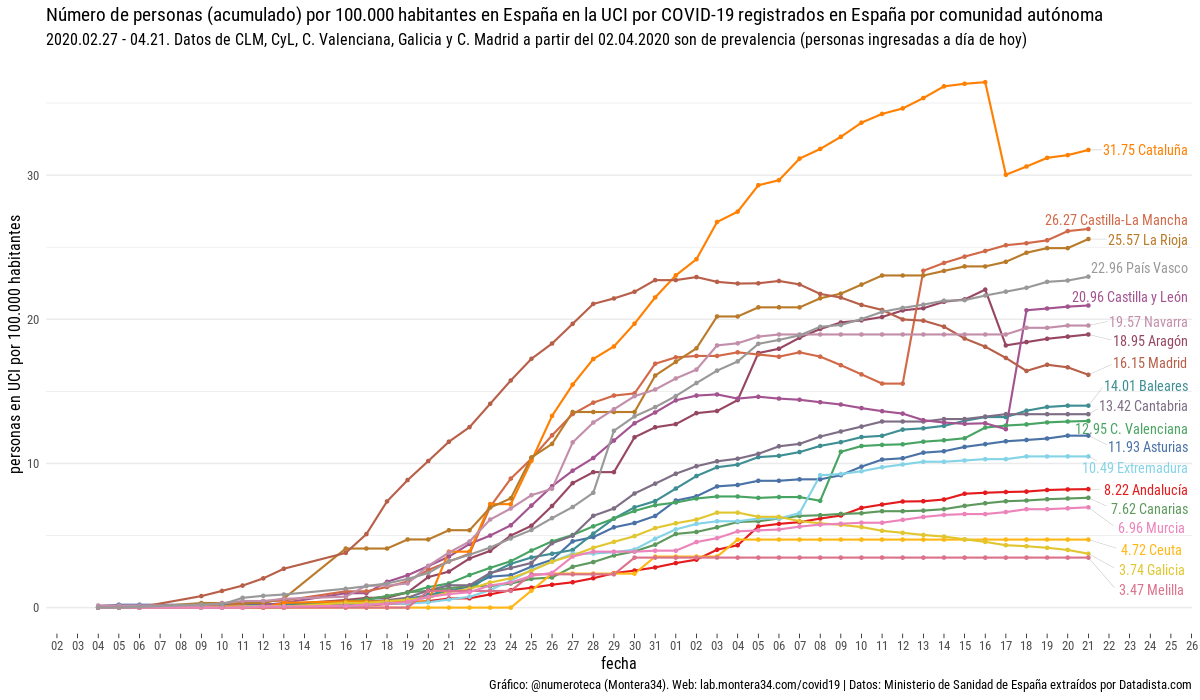 Número de personas (acumulado) por 100.000 habitantes en España en la UCI por COVID-19 registrados en España por comunidad autónoma
2020.02.27 - 04.21. Datos de CLM, CyL, C. Valenciana, Galicia y C. Madrid a partir del 02.04.2020 son de prevalencia (personas ingresadas a día de hoy)
personas en UCI por 100.000 habitantes
30
20
10
0
31.75 Cataluña
26.27 Castilla-La Mancha
25.57 La Rioja
22.96 País Vasco
20.96 Castilla y León
19.57 Navarra
18.95 Aragón
16.15 Madrid
14.01 Baleares
13.42 Cantabria
12.95 C. Valenciana
11.93 Asturias
10.49 Extremadura
8.22 Andalucía
7.62 Canarias
6.96 Murcia
4.72 Ceuta
3.74 Galicia
3.47 Melilla
02 03 04 05 06 07 08 09 10 11 12 13 14 15 16 17 18 19 20 21 22 23 24 25 26 27 28 29 30 31 01 02 03 04 05 06 07 08 09 10 11 12 13 14 15 16 17 18 19 20 21 22 23 24 25 26
fecha
Gráfico: @numeroteca (Montera34). Web: lab.montera34.com/covid19 | Datos: Ministerio de Sanidad de España extraídos por Datadista.com